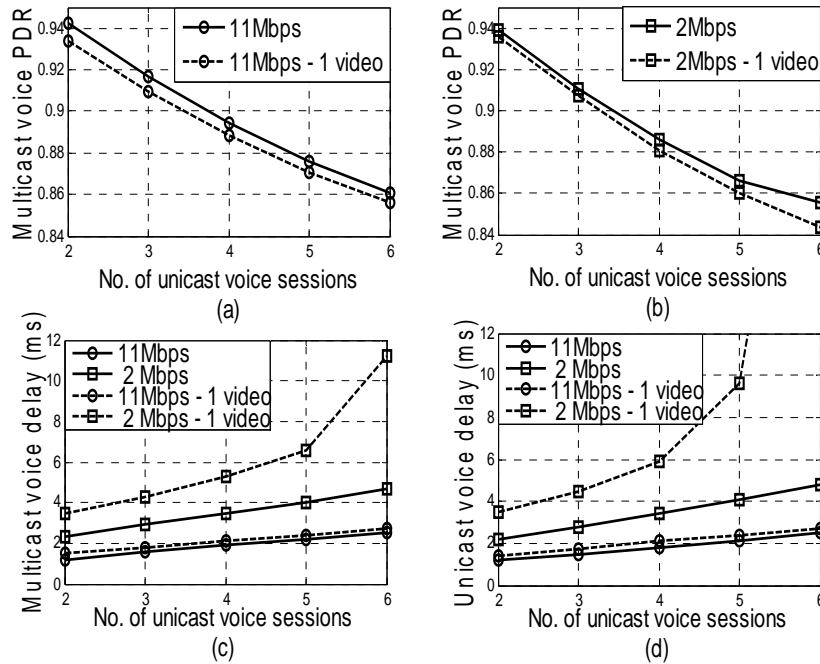 0.94
0.92
0.9
0.88
0.86
0.84
Multicast voice PDR
11Mbps
11Mbps - 1 video
2
3
4
5
6
No. of unicast voice sessions
(a)
0.94
0.92
0.9
0.88
0.86
0.84
Multicast voice PDR
2Mbps
2Mbps - 1 video
2
3
4
5
6
No. of unicast voice sessions
(b)
12
10
8
6
4
2
0
Multicast voice delay (ms)
11Mbps
2 Mbps
11Mbps - 1 video
2 Mbps - 1 video
2
3
4
5
6
No. of unicast voice sessions
(c)
12
10
8
6
4
2
0
Unicast voice delay (ms)
11Mbps
2 Mbps
11Mbps - 1 video
2 Mbps - 1 video
2
3
4
5
6
No. of unicast voice sessions
(d)